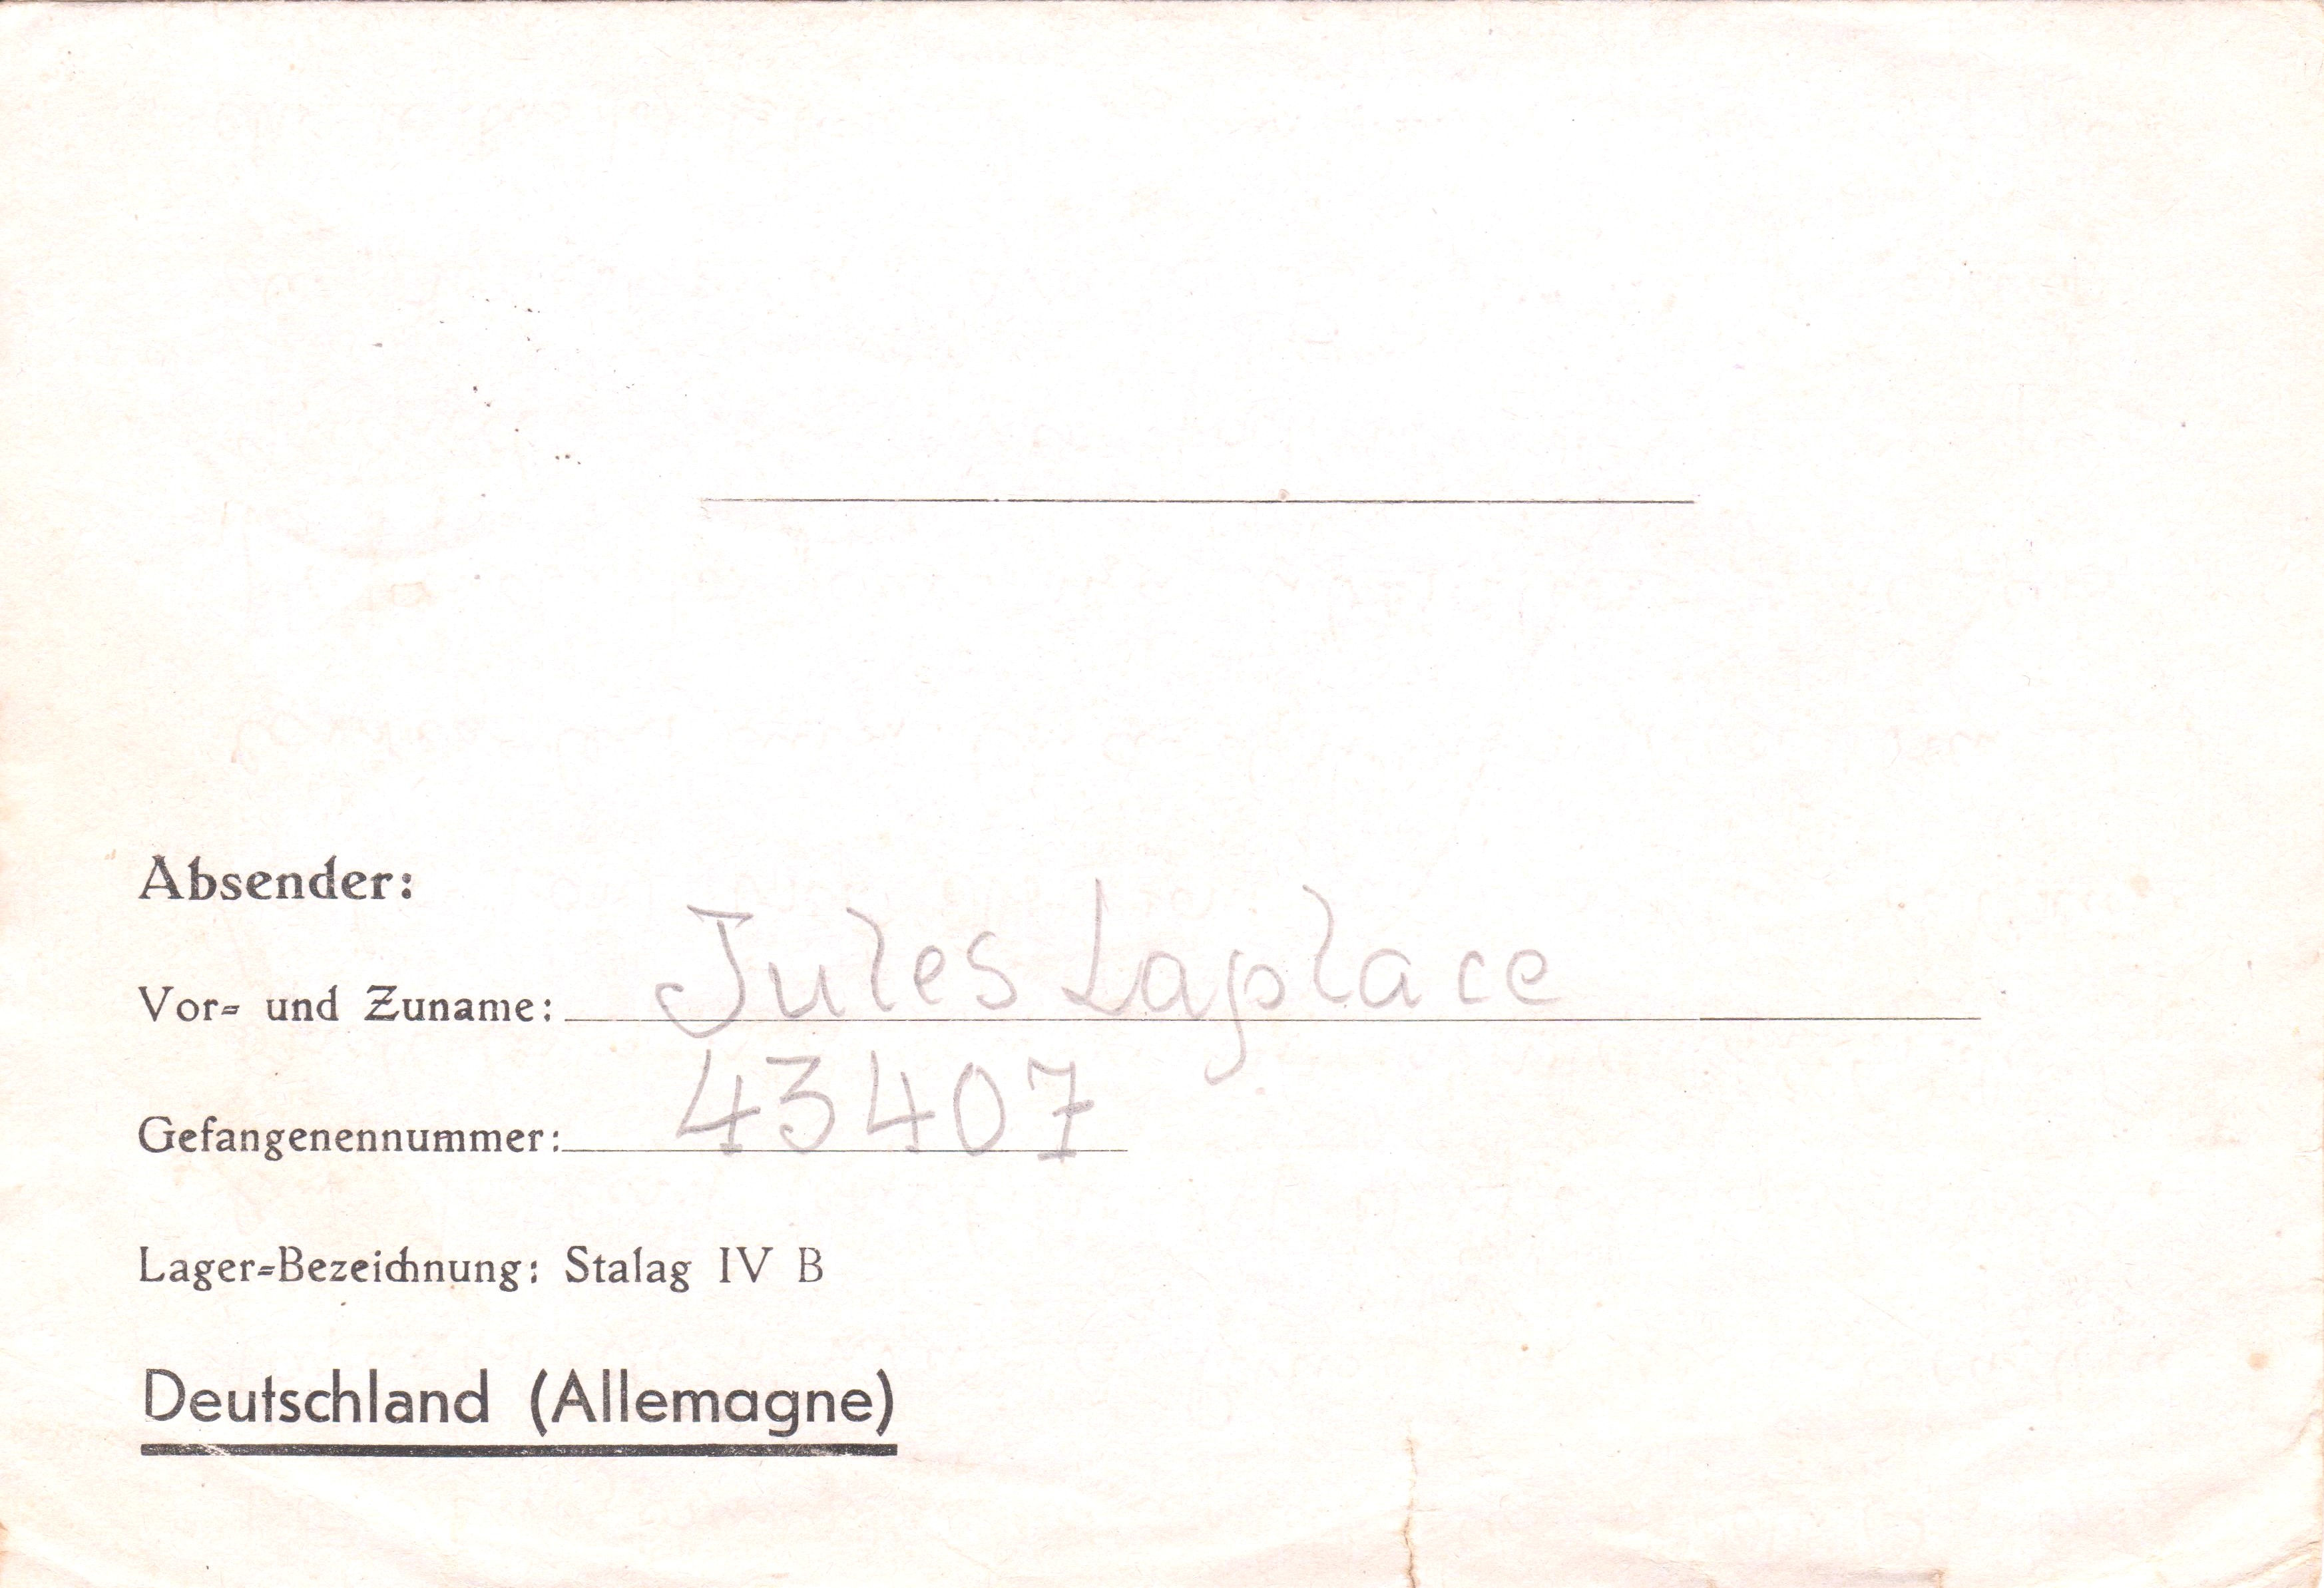 Absender:
Vor= und Zuname: Jules Laplace
Gefangenennummer: 43407
Lager=Bezeichnung: Stalag IV B
Deutschland (Allemagne)